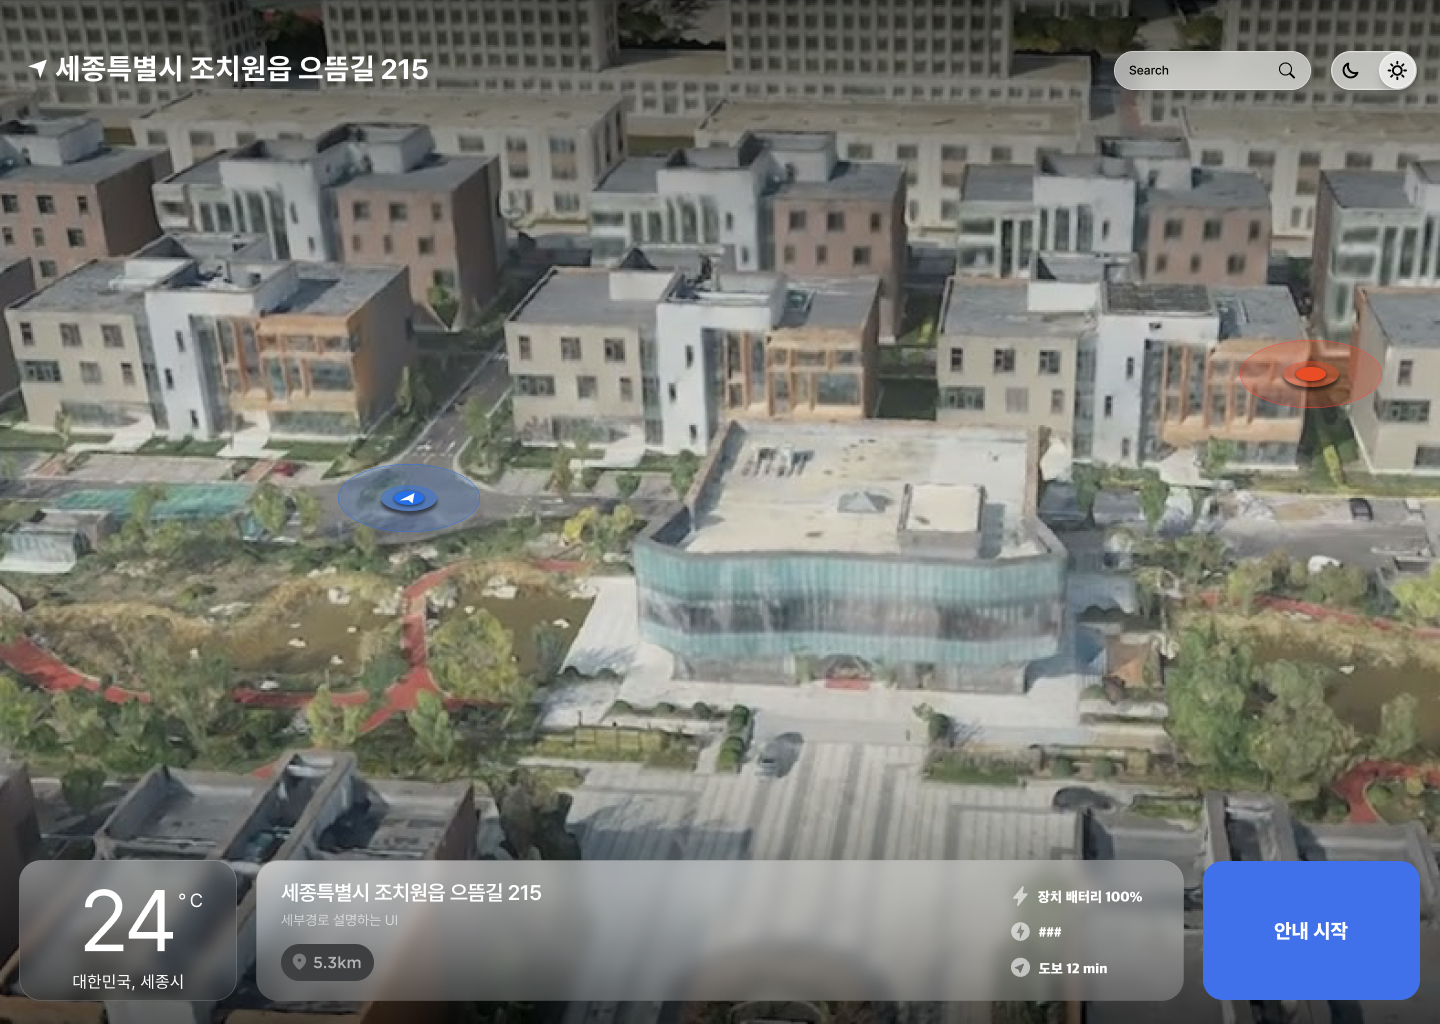 세종특별시 조치원읍 으뜸길 215
Search
24 °C
대한민국, 세종시
세종특별시 조치원읍 으뜸길 215
세부경로 설명하는 UI
5.3km
장치 배터리 100%
###
도보 12 min
안내 시작